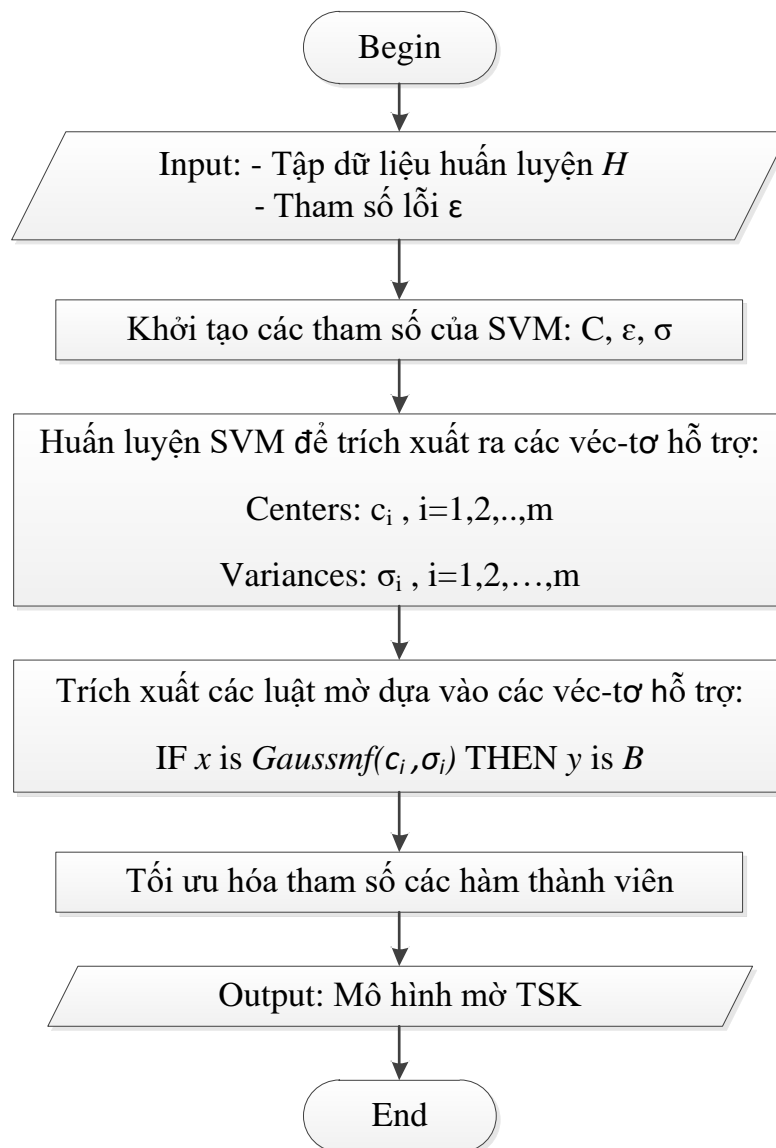 Begin
Input: - Tập dữ liệu huấn luyện H
- Tham số lỗi ε
Khởi tạo các tham số của SVM: C, ε, σ
Huấn luyện SVM để trích xuất ra các véc-tơ hỗ trợ:
Centers: cᵢ , i=1,2,..,m
Variances: σᵢ , i=1,2,…,m
Trích xuất các luật mờ dựa vào các véc-tơ hỗ trợ:
IF x is Gaussmf(cᵢ ,σᵢ) THEN y is B
Tối ưu hóa tham số các hàm thành viên
Output: Mô hình mờ TSK
End